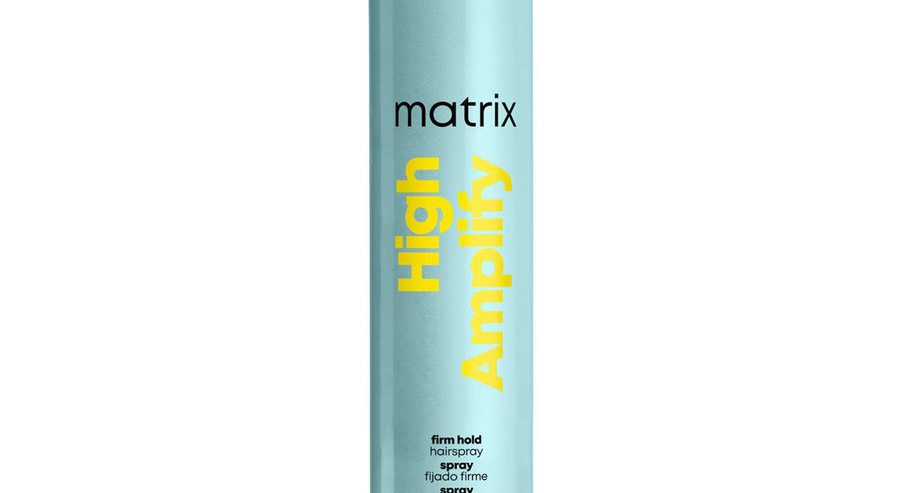 matrix
High
Amplify
firm hold
hairspray
spray
fijado firme
spray